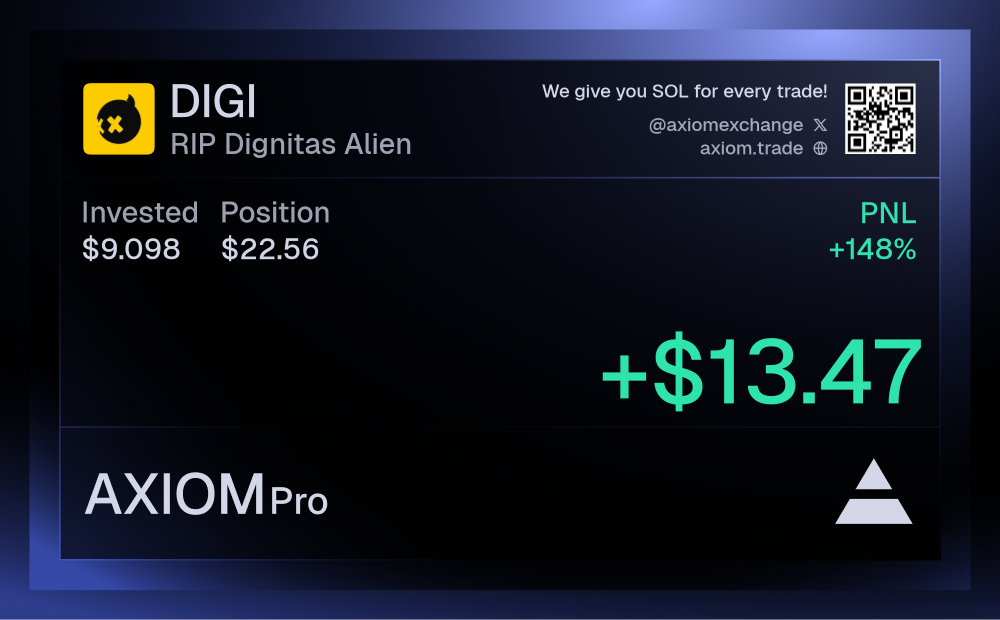 DIGI
RIP Dignitas Alien
We give you SOL for every trade!
@axiomexchange
axiom.trade
Invested Position
$9.098 $22.56
PNL
+148%
+$13.47
AXIOM Pro